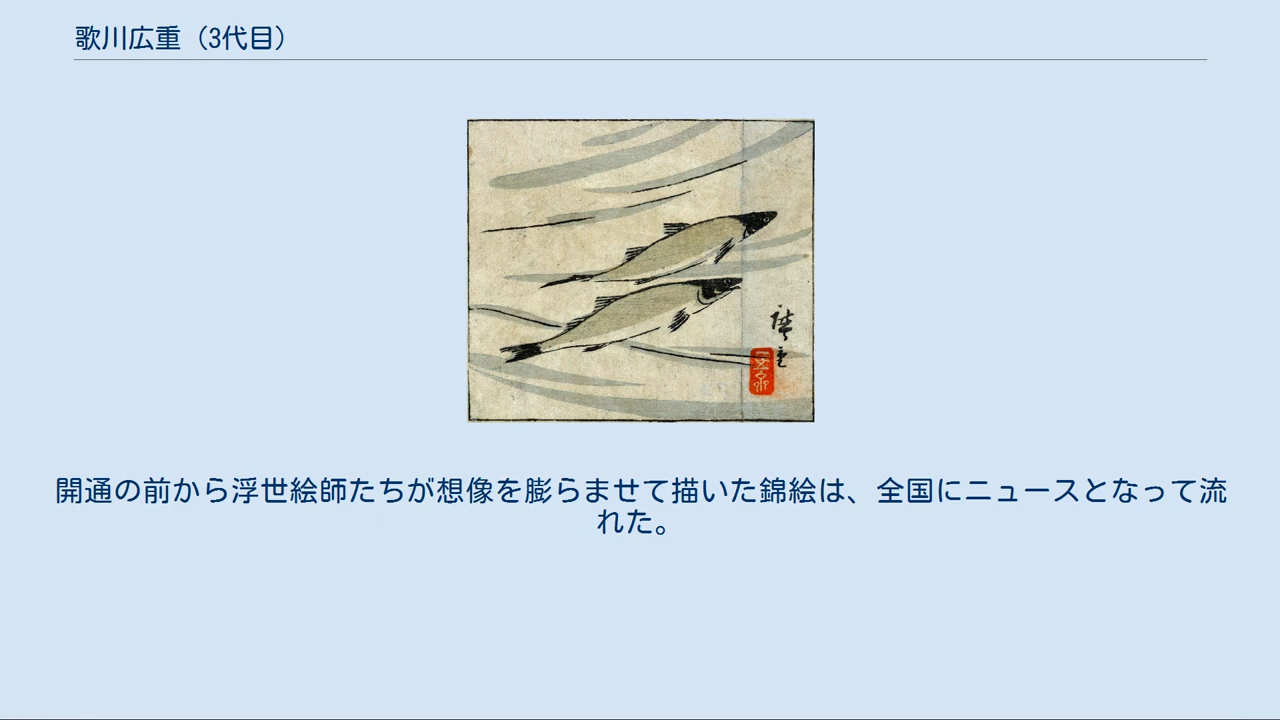 歌川広重（3代目）
開通の前から浮世絵師たちが想像を膨らませて描いた錦絵は、全国にニュースとなって流
れた。
廣重